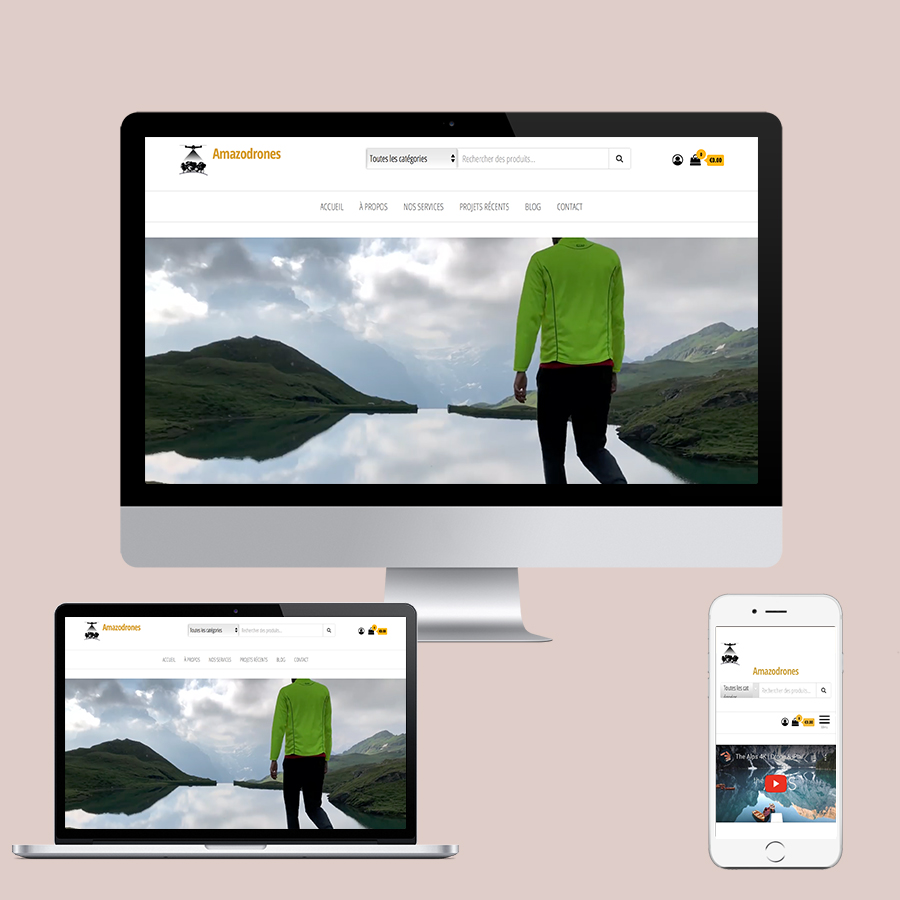 Amazodrones
Toutes les catégories
Rechercher des produits...
0
€0.00
ACCUEIL À PROPOS NOS SERVICES PROJETS RÉCENTS BLOG CONTACT
Amazodrones
Toutes les catégories
Rechercher des produits...
€0.00
ACCUEIL À PROPOS NOS SERVICES PROJETS RÉCENTS BLOG CONTACT
Amazodrones
Toutes les cat
Rechercher des produits...
€0.00
The Alps 4K